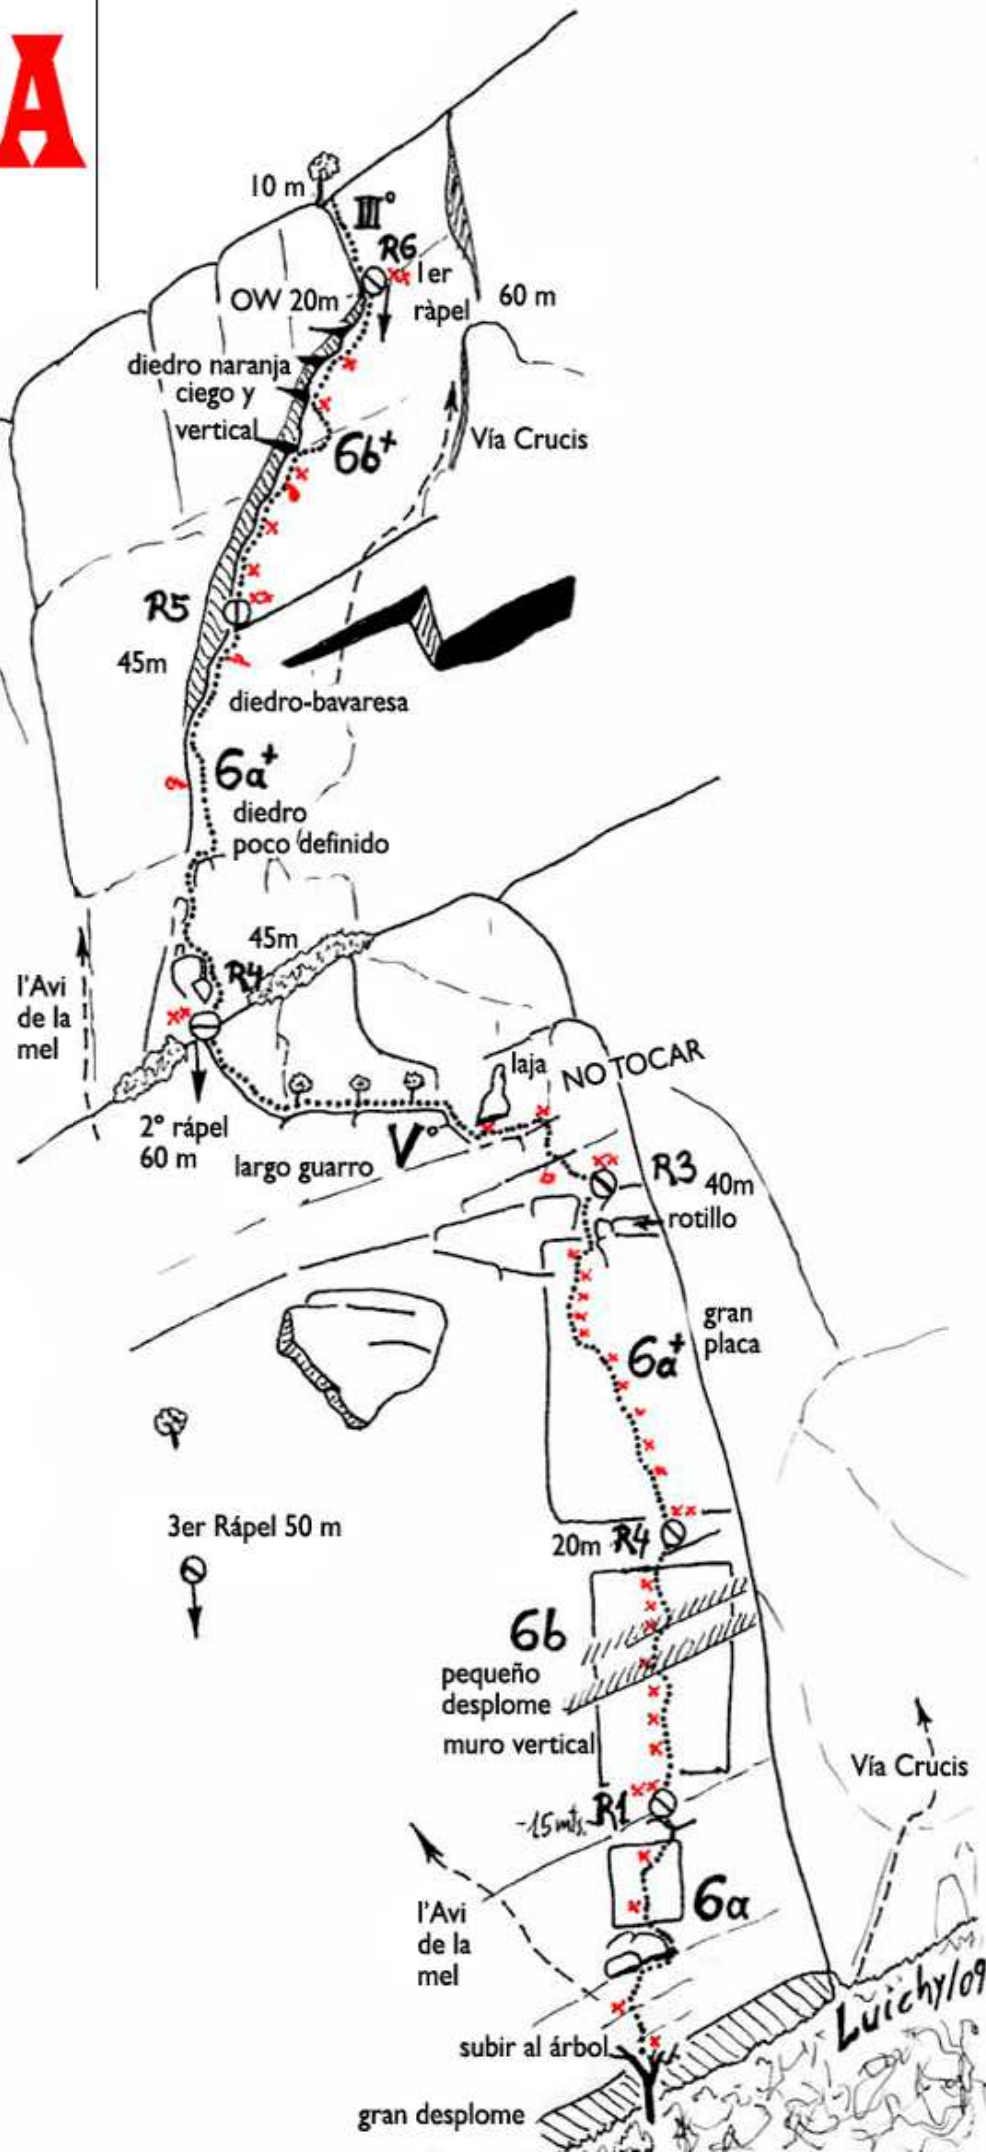 A
10 m
III°
R6
1er
ràpel
60 m
OW 20m
diedro naranja
ciego y
vertical
6b+
Vía Crucis
R5
45m
diedro-bavaresa
6a+
diedro
poco definido
45m
R4
l'Avi
de la
mel
laja
NO TOCAR
2º rápel
60 m
V°
largo guarro
R3
40m
rotillo
gran
placa
6a+
3er Rápel 50 m
20m
R4
6b
pequeño
desplome
muro vertical
Vía Crucis
-15 mts.
R1
6a
l'Avi
de la
mel
Luichy/09
subir al árbol
gran desplome